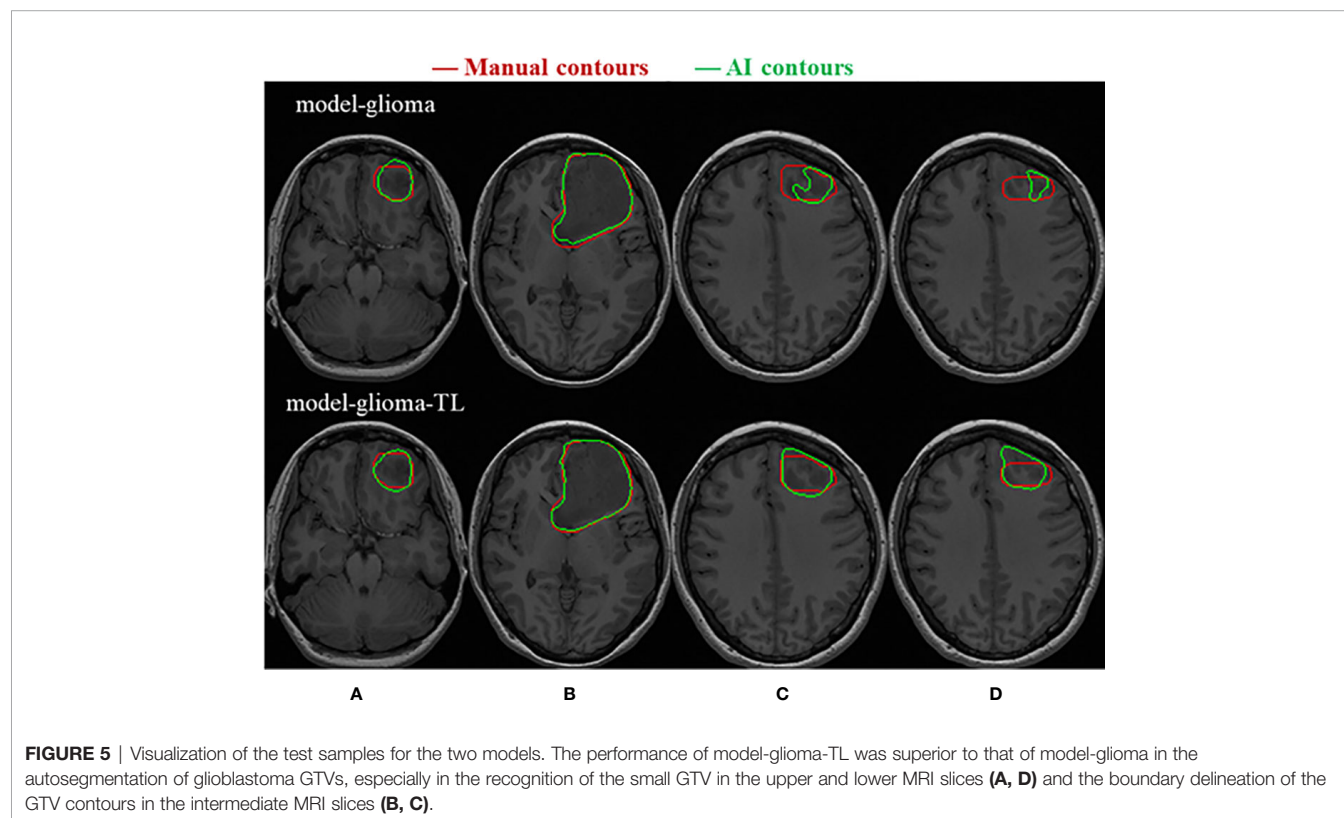 — Manual contours — AI contours
model-glioma
model-glioma-TL
A B C D
FIGURE 5 | Visualization of the test samples for the two models. The performance of model-glioma-TL was superior to that of model-glioma in the
autosegmentation of glioblastoma GTVs, especially in the recognition of the small GTV in the upper and lower MRI slices (A, D) and the boundary delineation of the
GTV contours in the intermediate MRI slices (B, C).